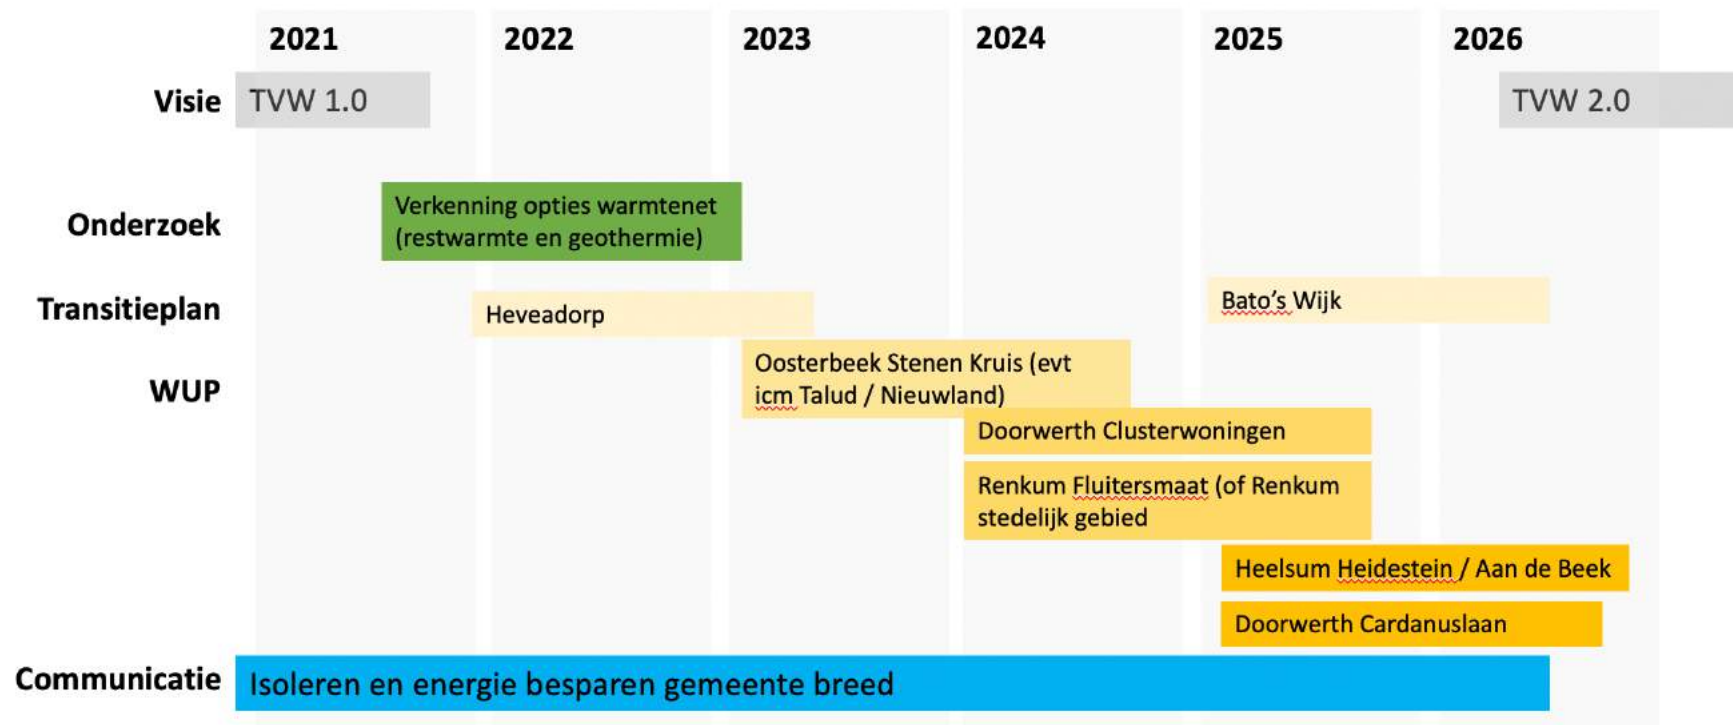 2021 2022 2023 2024 2025 2026
Visie TVW 1.0 TVW 2.0
Onderzoek
Verkenning opties warmtenet
(restwarmte en geothermie)
Transitieplan Heveadorp Bato's Wijk
WUP
Oosterbeek Stenen Kruis (evt
icm Talud / Nieuwland)
Doorwerth Clusterwoningen
Renkum Fluitersmaat (of Renkum
stedelijk gebied
Heelsum Heidestein / Aan de Beek
Doorwerth Cardanuslaan
Communicatie Isoleren en energie besparen gemeente breed